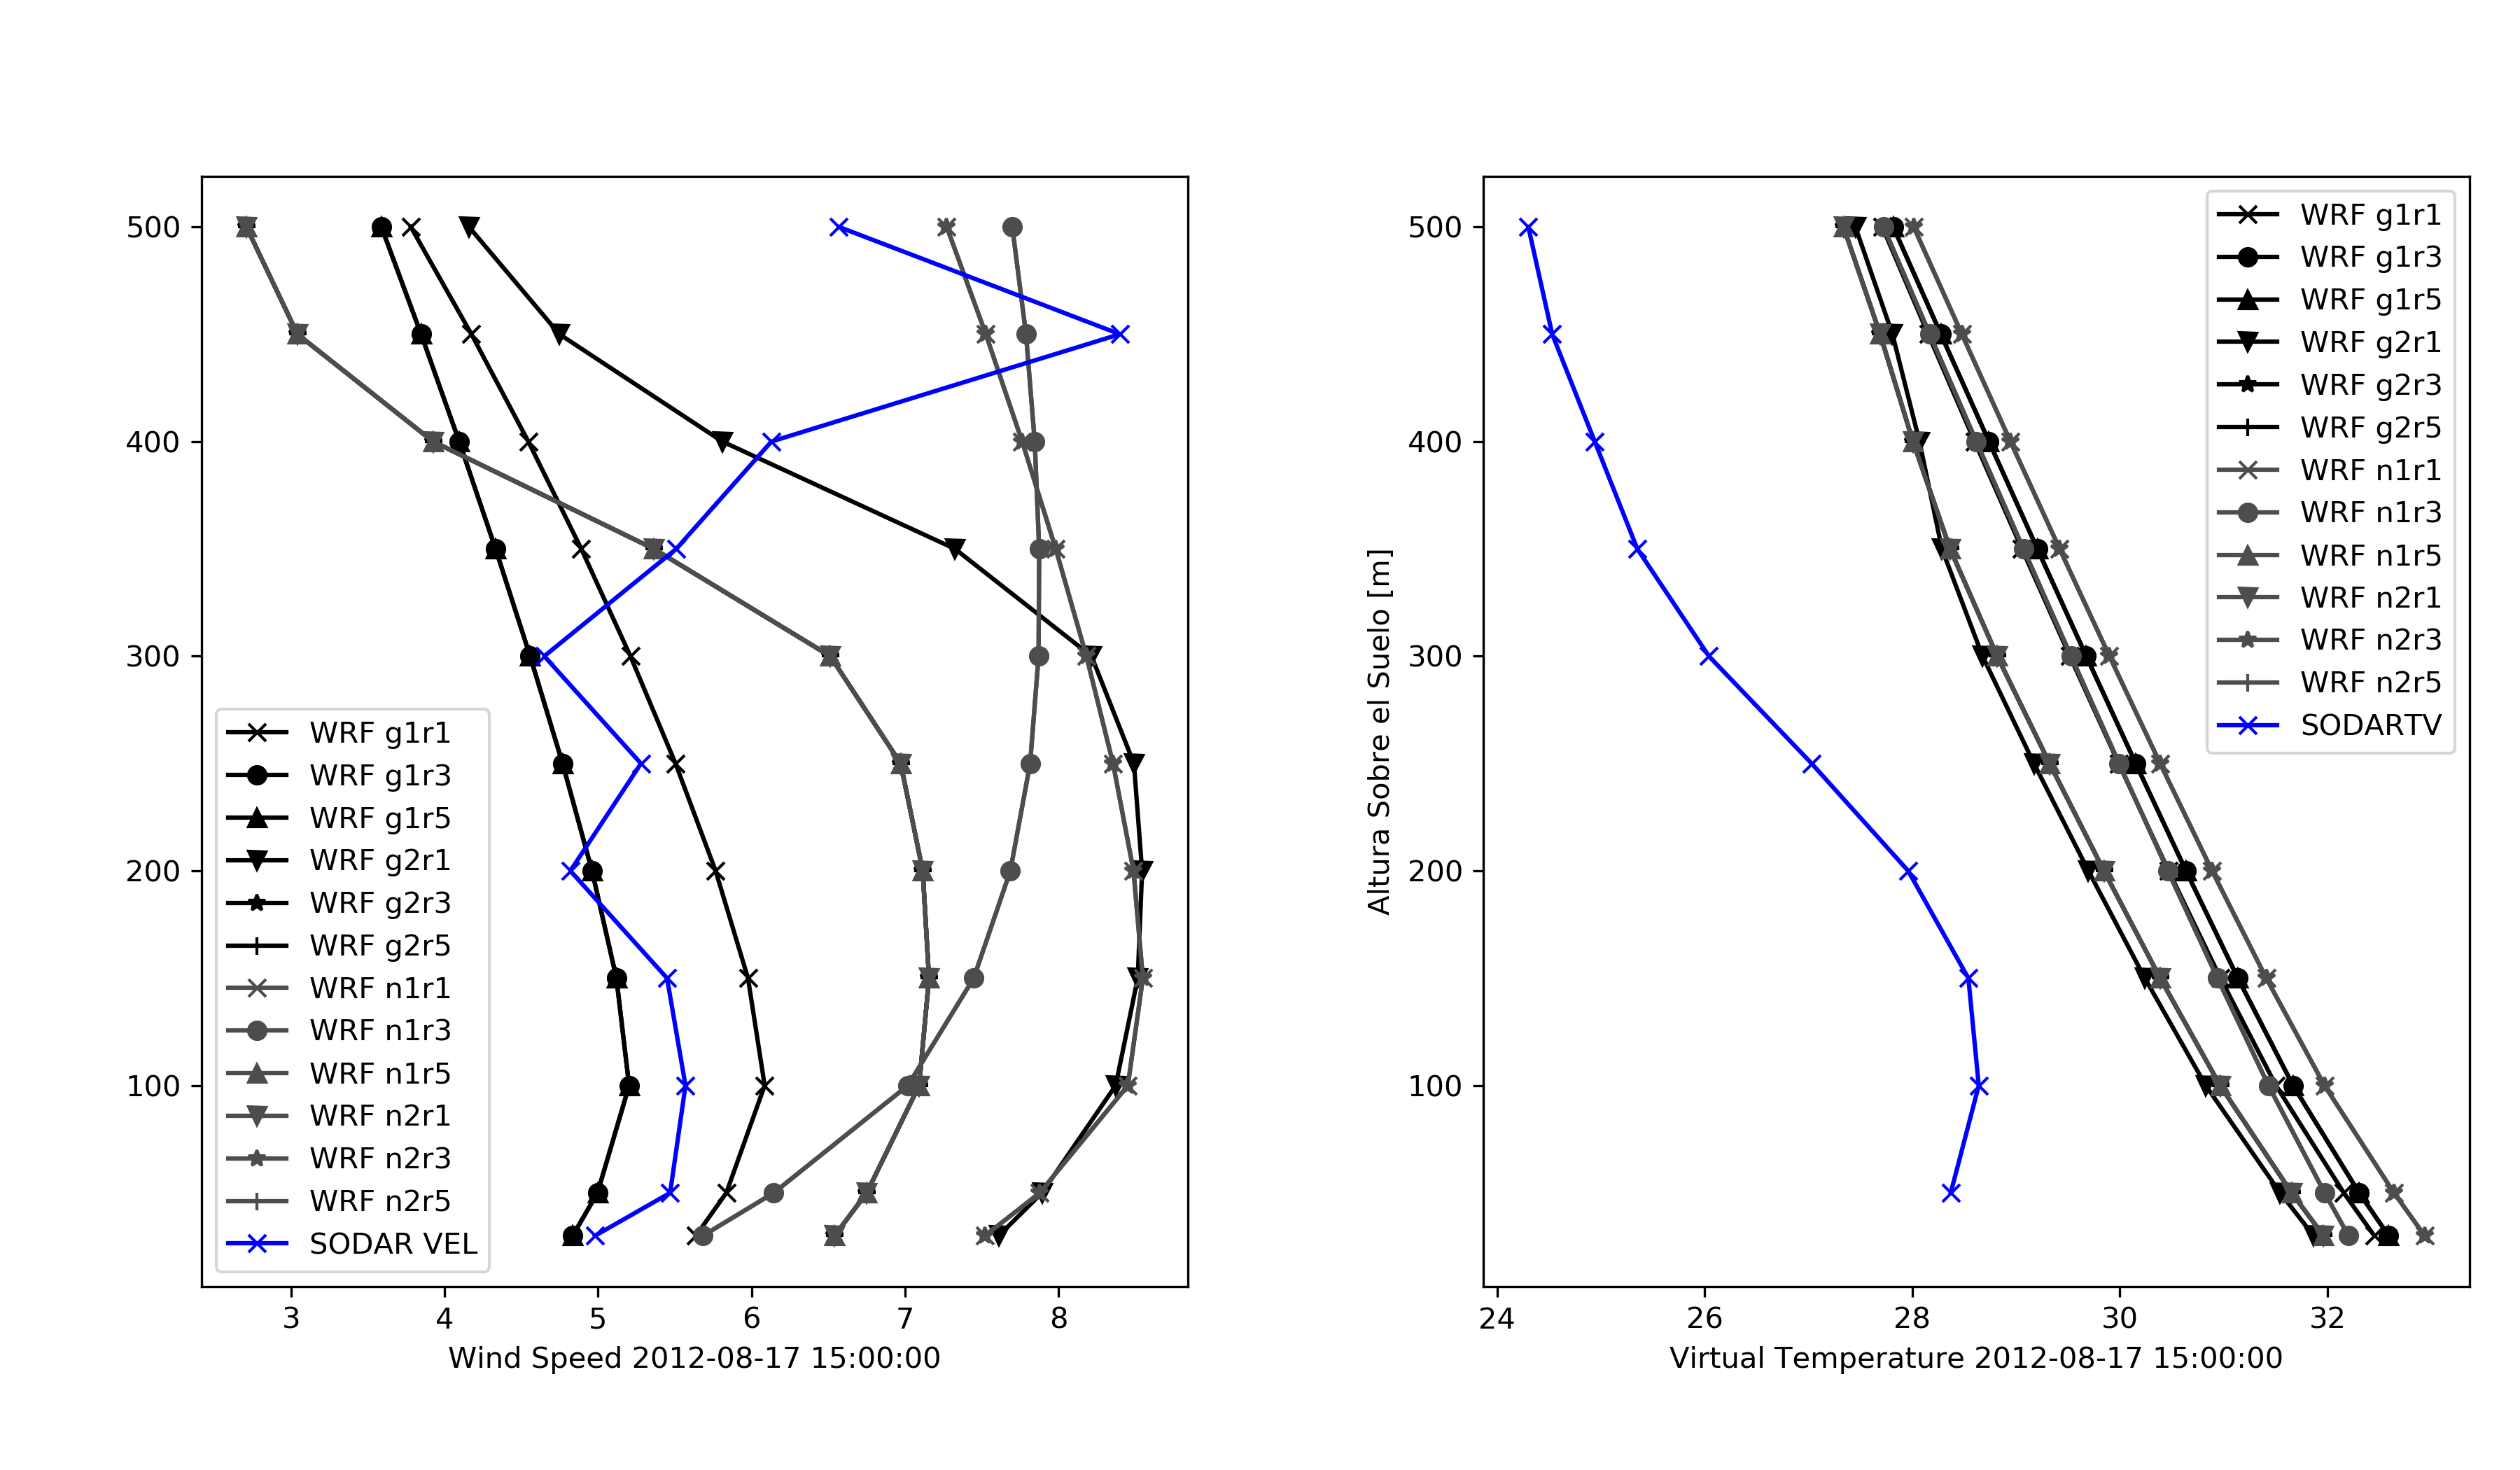 500
400
300
200
100
WRF g1r1
WRF g1r3
WRF g1r5
WRF g2r1
WRF g2r3
WRF g2r5
WRF n1r1
WRF n1r3
WRF n1r5
WRF n2r1
WRF n2r3
WRF n2r5
SODAR VEL
3 4 5 6 7 8
Wind Speed 2012-08-17 15:00:00
Altura Sobre el Suelo [m]
500
400
300
200
100
WRF g1r1
WRF g1r3
WRF g1r5
WRF g2r1
WRF g2r3
WRF g2r5
WRF n1r1
WRF n1r3
WRF n1r5
WRF n2r1
WRF n2r3
WRF n2r5
SODARTV
24 26 28 30 32
Virtual Temperature 2012-08-17 15:00:00